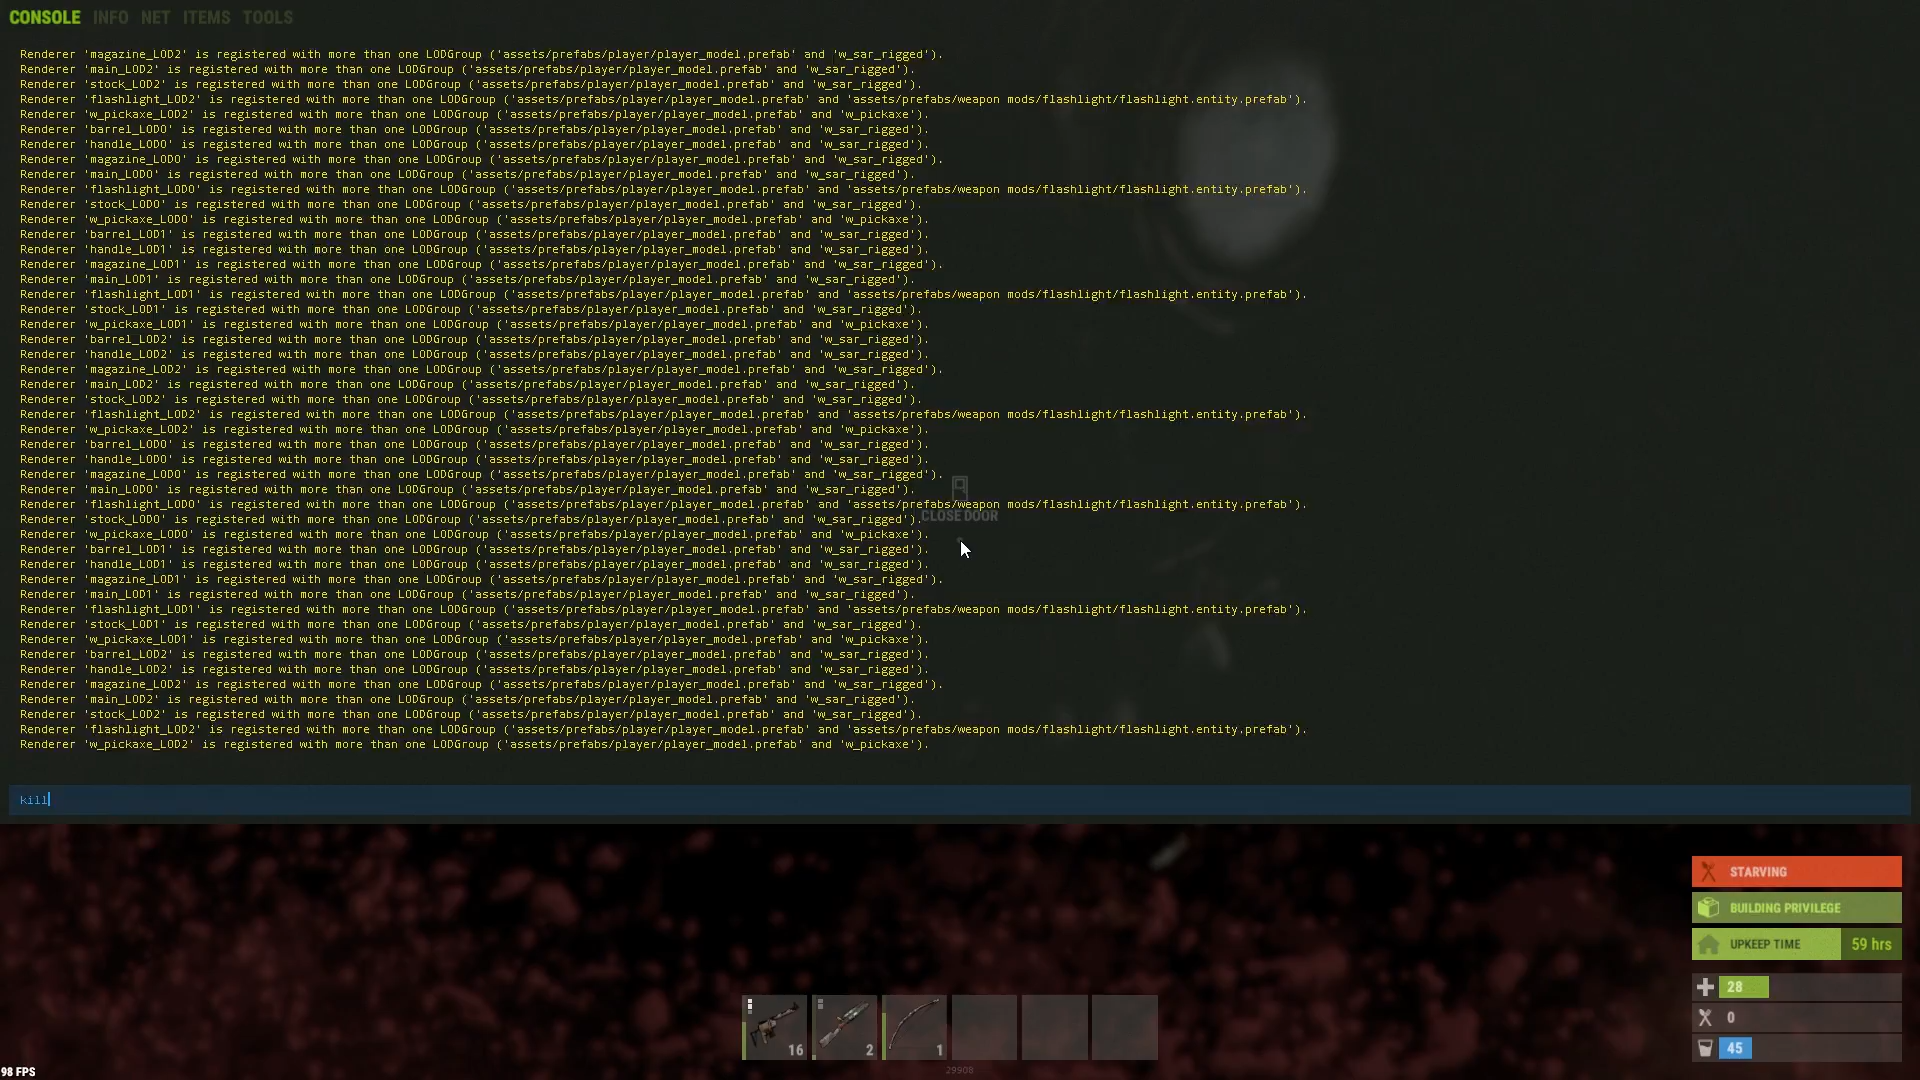 CONSOLE INFO NET ITEMS TOOLS
Renderer 'magazine_LOD2' is registered with more than one LODGroup ('assets/prefabs/player/player_model.prefab' and 'w_sar_rigged').
Renderer 'main_LOD2' is registered with more than one LODGroup ('assets/prefabs/player/player_model.prefab' and 'w_sar_rigged').
Renderer 'stock_LOD2' is registered with more than one LODGroup ('assets/prefabs/player/player_model.prefab' and 'w_sar_rigged').
Renderer 'flashlight_LOD2' is registered with more than one LODGroup ('assets/prefabs/player/player_model.prefab' and 'assets/prefabs/weapon mods/flashlight/flashlight.entity.prefab').
Renderer 'w_pickaxe_LOD2' is registered with more than one LODGroup ('assets/prefabs/player/player_model.prefab' and 'w_pickaxe').
Renderer 'barrel_LOD0' is registered with more than one LODGroup ('assets/prefabs/player/player_model.prefab' and 'w_sar_rigged').
Renderer 'handle_LOD0' is registered with more than one LODGroup ('assets/prefabs/player/player_model.prefab' and 'w_sar_rigged').
Renderer 'magazine_LOD0' is registered with more than one LODGroup ('assets/prefabs/player/player_model.prefab' and 'w_sar_rigged').
Renderer 'main_LOD0' is registered with more than one LODGroup ('assets/prefabs/player/player_model.prefab' and 'w_sar_rigged').
Renderer 'flashlight_LOD0' is registered with more than one LODGroup ('assets/prefabs/player/player_model.prefab' and 'assets/prefabs/weapon mods/flashlight/flashlight.entity.prefab').
Renderer 'stock_LOD0' is registered with more than one LODGroup ('assets/prefabs/player/player_model.prefab' and 'w_sar_rigged').
Renderer 'w_pickaxe_LOD0' is registered with more than one LODGroup ('assets/prefabs/player/player_model.prefab' and 'w_pickaxe').
Renderer 'barrel_LOD1' is registered with more than one LODGroup ('assets/prefabs/player/player_model.prefab' and 'w_sar_rigged').
Renderer 'handle_LOD1' is registered with more than one LODGroup ('assets/prefabs/player/player_model.prefab' and 'w_sar_rigged').
Renderer 'magazine_LOD1' is registered with more than one LODGroup ('assets/prefabs/player/player_model.prefab' and 'w_sar_rigged').
Renderer 'main_LOD1' is registered with more than one LODGroup ('assets/prefabs/player/player_model.prefab' and 'w_sar_rigged').
Renderer 'flashlight_LOD1' is registered with more than one LODGroup ('assets/prefabs/player/player_model.prefab' and 'assets/prefabs/weapon mods/flashlight/flashlight.entity.prefab').
Renderer 'stock_LOD1' is registered with more than one LODGroup ('assets/prefabs/player/player_model.prefab' and 'w_sar_rigged').
Renderer 'w_pickaxe_LOD1' is registered with more than one LODGroup ('assets/prefabs/player/player_model.prefab' and 'w_pickaxe').
Renderer 'barrel_LOD2' is registered with more than one LODGroup ('assets/prefabs/player/player_model.prefab' and 'w_sar_rigged').
Renderer 'handle_LOD2' is registered with more than one LODGroup ('assets/prefabs/player/player_model.prefab' and 'w_sar_rigged').
Renderer 'magazine_LOD2' is registered with more than one LODGroup ('assets/prefabs/player/player_model.prefab' and 'w_sar_rigged').
Renderer 'main_LOD2' is registered with more than one LODGroup ('assets/prefabs/player/player_model.prefab' and 'w_sar_rigged').
Renderer 'stock_LOD2' is registered with more than one LODGroup ('assets/prefabs/player/player_model.prefab' and 'w_sar_rigged').
Renderer 'flashlight_LOD2' is registered with more than one LODGroup ('assets/prefabs/player/player_model.prefab' and 'assets/prefabs/weapon mods/flashlight/flashlight.entity.prefab').
Renderer 'w_pickaxe_LOD2' is registered with more than one LODGroup ('assets/prefabs/player/player_model.prefab' and 'w_pickaxe').
Renderer 'barrel_LOD0' is registered with more than one LODGroup ('assets/prefabs/player/player_model.prefab' and 'w_sar_rigged').
Renderer 'handle_LOD0' is registered with more than one LODGroup ('assets/prefabs/player/player_model.prefab' and 'w_sar_rigged').
Renderer 'magazine_LOD0' is registered with more than one LODGroup ('assets/prefabs/player/player_model.prefab' and 'w_sar_rigged').
Renderer 'main_LOD0' is registered with more than one LODGroup ('assets/prefabs/player/player_model.prefab' and 'w_sar_rigged').
Renderer 'flashlight_LOD0' is registered with more than one LODGroup ('assets/prefabs/player/player_model.prefab' and 'assets/prefabs/weapon mods/flashlight/flashlight.entity.prefab').
Renderer 'stock_LOD0' is registered with more than one LODGroup ('assets/prefabs/player/player_model.prefab' and 'w_sar_rigged').
CLOSE DOOR
Renderer 'w_pickaxe_LOD0' is registered with more than one LODGroup ('assets/prefabs/player/player_model.prefab' and 'w_pickaxe').
Renderer 'barrel_LOD1' is registered with more than one LODGroup ('assets/prefabs/player/player_model.prefab' and 'w_sar_rigged').
Renderer 'handle_LOD1' is registered with more than one LODGroup ('assets/prefabs/player/player_model.prefab' and 'w_sar_rigged').
Renderer 'magazine_LOD1' is registered with more than one LODGroup ('assets/prefabs/player/player_model.prefab' and 'w_sar_rigged').
Renderer 'main_LOD1' is registered with more than one LODGroup ('assets/prefabs/player/player_model.prefab' and 'w_sar_rigged').
Renderer 'flashlight_LOD1' is registered with more than one LODGroup ('assets/prefabs/player/player_model.prefab' and 'assets/prefabs/weapon mods/flashlight/flashlight.entity.prefab').
Renderer 'stock_LOD1' is registered with more than one LODGroup ('assets/prefabs/player/player_model.prefab' and 'w_sar_rigged').
Renderer 'w_pickaxe_LOD1' is registered with more than one LODGroup ('assets/prefabs/player/player_model.prefab' and 'w_pickaxe').
Renderer 'barrel_LOD2' is registered with more than one LODGroup ('assets/prefabs/player/player_model.prefab' and 'w_sar_rigged').
Renderer 'handle_LOD2' is registered with more than one LODGroup ('assets/prefabs/player/player_model.prefab' and 'w_sar_rigged').
Renderer 'magazine_LOD2' is registered with more than one LODGroup ('assets/prefabs/player/player_model.prefab' and 'w_sar_rigged').
Renderer 'main_LOD2' is registered with more than one LODGroup ('assets/prefabs/player/player_model.prefab' and 'w_sar_rigged').
Renderer 'stock_LOD2' is registered with more than one LODGroup ('assets/prefabs/player/player_model.prefab' and 'w_sar_rigged').
Renderer 'flashlight_LOD2' is registered with more than one LODGroup ('assets/prefabs/player/player_model.prefab' and 'assets/prefabs/weapon mods/flashlight/flashlight.entity.prefab').
Renderer 'w_pickaxe_LOD2' is registered with more than one LODGroup ('assets/prefabs/player/player_model.prefab' and 'w_pickaxe').
kill
STARVING
BUILDING PRIVILEGE
UPKEEP TIME 59 hrs
28
0
45
16 2 1
29908
98 FPS